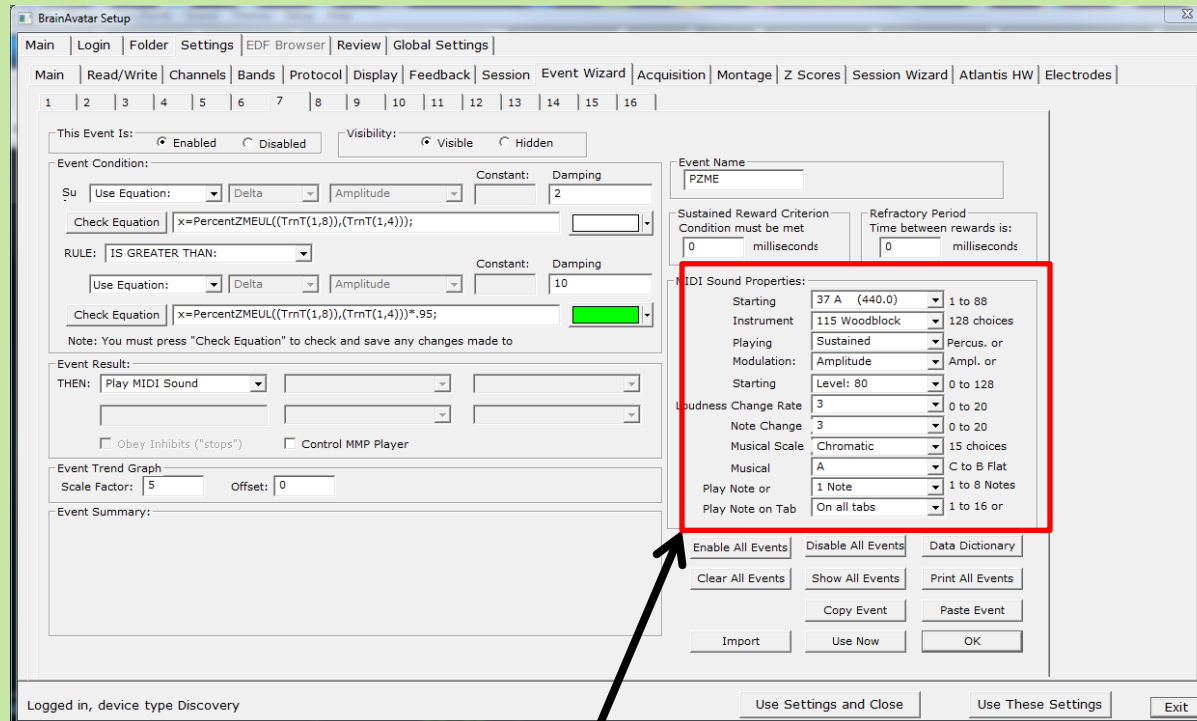 BrainAvatar Setup
Main Login Folder Settings EDF Browser Review Global Settings
Main Read/Write Channels Bands Protocol Display Feedback Session Event Wizard Acquisition Montage Z Scores Session Wizard Atlantis HW Electrodes
1 2 3 4 5 6 7 8 9 10 11 12 13 14 15 16
This Event Is: Enabled Disabled Visibility: Visible Hidden
Event Condition:
Constant: Damping
Su Use Equation: Delta Amplitude 2
Check Equation x=PercentZMEUL((TrnT(1,8)),(TrnT(1,4)));
RULE: IS GREATER THAN:
Constant: Damping
Use Equation: Delta Amplitude 10
Check Equation x=PercentZMEUL((TrnT(1,8)),(TrnT(1,4)))*.95;
Note: You must press "Check Equation" to check and save any changes made to
Event Result:
THEN: Play MIDI Sound
Obey Inhibits ("stops") Control MMP Player
Event Trend Graph
Scale Factor: 5 Offset: 0
Event Summary:
Event Name
PZME
Sustained Reward Criterion Refractory Period
Condition must be met Time between rewards is:
0 milliseconds 0 milliseconds
MIDI Sound Properties:
Starting 37 A (440.0) 1 to 88
Instrument 115 Woodblock 128 choices
Playing Sustained Percus. or
Modulation: Amplitude Ampl. or
Starting Level: 80 0 to 128
Loudness Change Rate 3 0 to 20
Note Change 3 0 to 20
Musical Scale Chromatic 15 choices
Musical A C to B Flat
Play Note or 1 Note 1 to 8 Notes
Play Note on Tab On all tabs 1 to 16 or
Enable All Events Disable All Events Data Dictionary
Clear All Events Show All Events Print All Events
Copy Event Paste Event
Import Use Now OK
Logged in, device type Discovery Use Settings and Close Use These Settings Exit